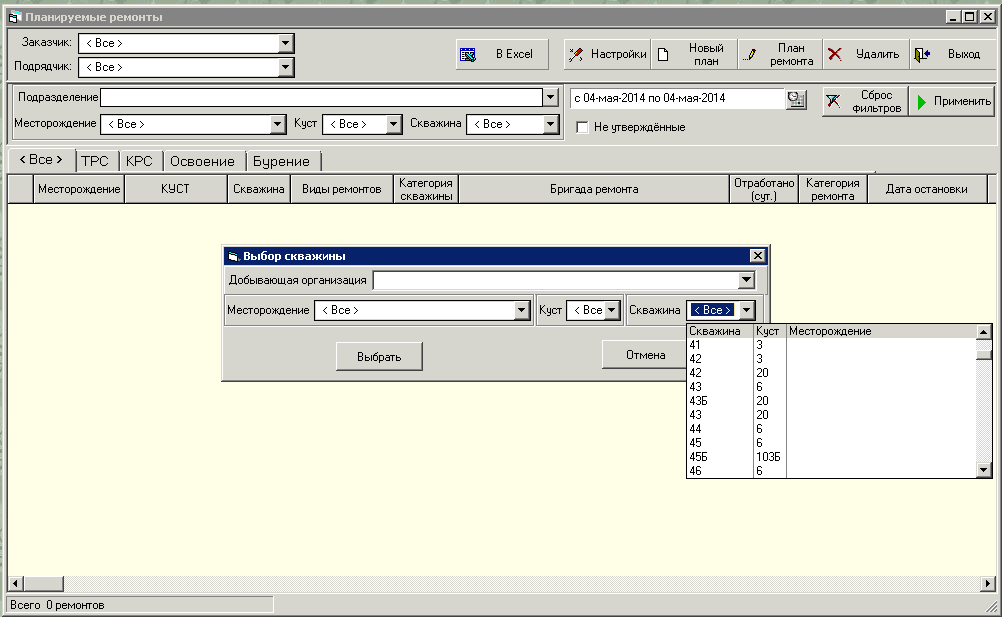 Планируемые ремонты
Заказчик: < Все >
Подрядчик: < Все >
В Excel
Настройки
Новый план
План ремонта
Удалить
Выход
Подразделение
Месторождение < Все > Куст < Все > Скважина < Все >
с 04-мая-2014 по 04-мая-2014
Не утверждённые
Сброс фильтров
Применить
< Все > ТРС КРС Освоение Бурение
Месторождение КУСТ Скважина Виды ремонтов Категория скважины Бригада ремонта Отработано (сут.) Категория ремонта Дата остановки
Выбор скважины
Добывающая организация
Месторождение < Все > Куст < Все Скважина < Все >
Выбрать Отмена
Скважина Куст Месторождение
41 3
42 3
42 20
43 6
43Б 20
43 20
44 6
45 6
45Б 103Б
46 6
Всего 0 ремонтов